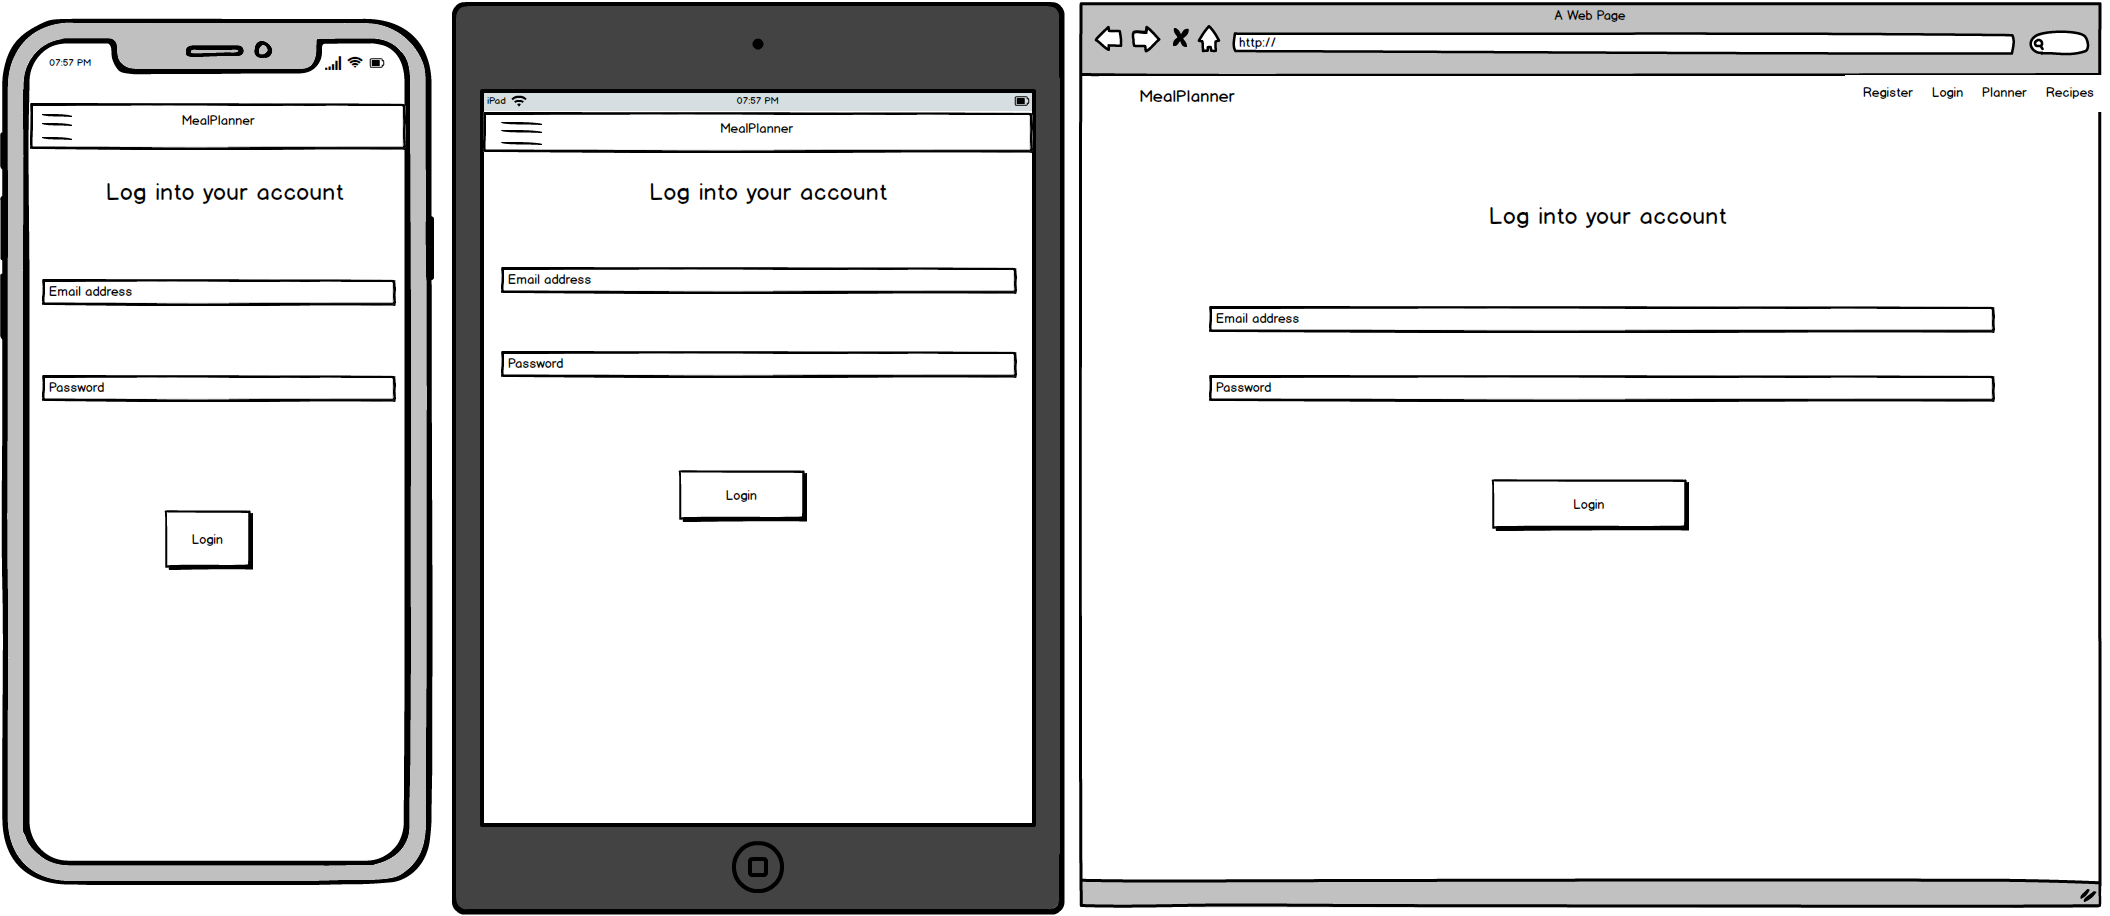 07:57 PM
MealPlanner
Log into your account
Email address
Password
Login
iPad
07:57 PM
MealPlanner
Log into your account
Email address
Password
Login
A Web Page
http://
MealPlanner
Register Login Planner Recipes
Log into your account
Email address
Password
Login